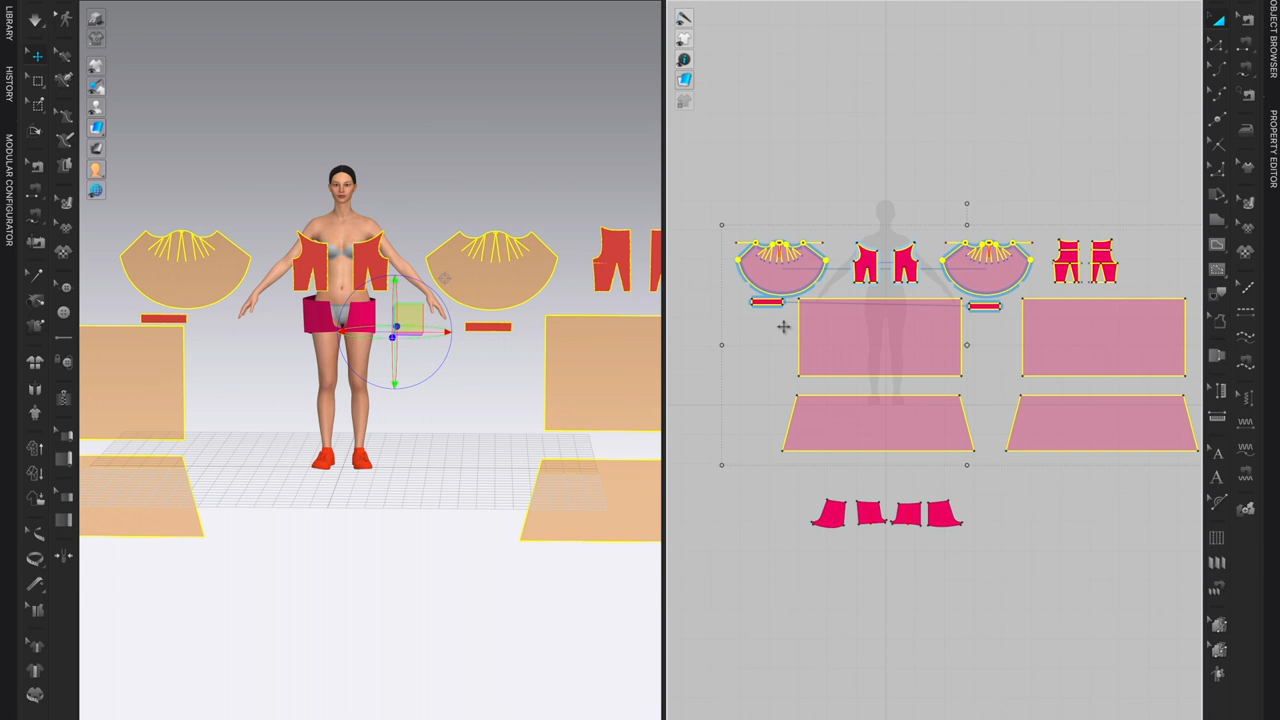 LIBRARY
HISTORY
MODULAR CONFIGURATOR
OBJECT BROWSER
PROPERTY EDITOR
A
A